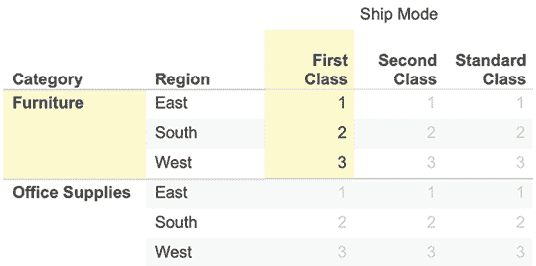 Ship Mode
First Second Standard
Category Region Class Class Class
Furniture East 1 1 1
South 2 2 2
West 3 3 3
Office Supplies East 1 1 1
South 2 2 2
West 3 3 3